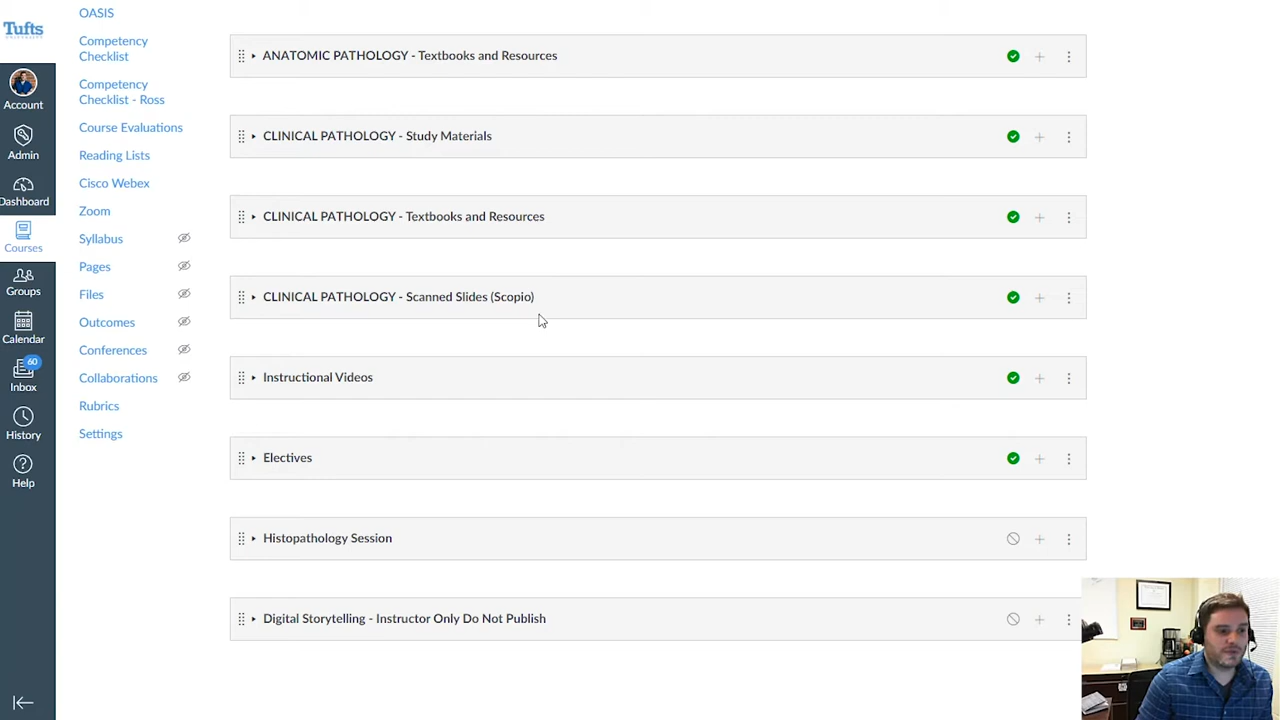 Tufts
Account
Admin
Dashboard
Courses
Groups
Calendar
60
Inbox
History
Help
OASIS
Competency
Checklist
Competency
Checklist - Ross
Course Evaluations
Reading Lists
Cisco Webex
Zoom
Syllabus
Pages
Files
Outcomes
Conferences
Collaborations
Rubrics
Settings
ANATOMIC PATHOLOGY - Textbooks and Resources
CLINICAL PATHOLOGY - Study Materials
CLINICAL PATHOLOGY - Textbooks and Resources
CLINICAL PATHOLOGY - Scanned Slides (Scopio)
Instructional Videos
Electives
Histopathology Session
Digital Storytelling - Instructor Only Do Not Publish